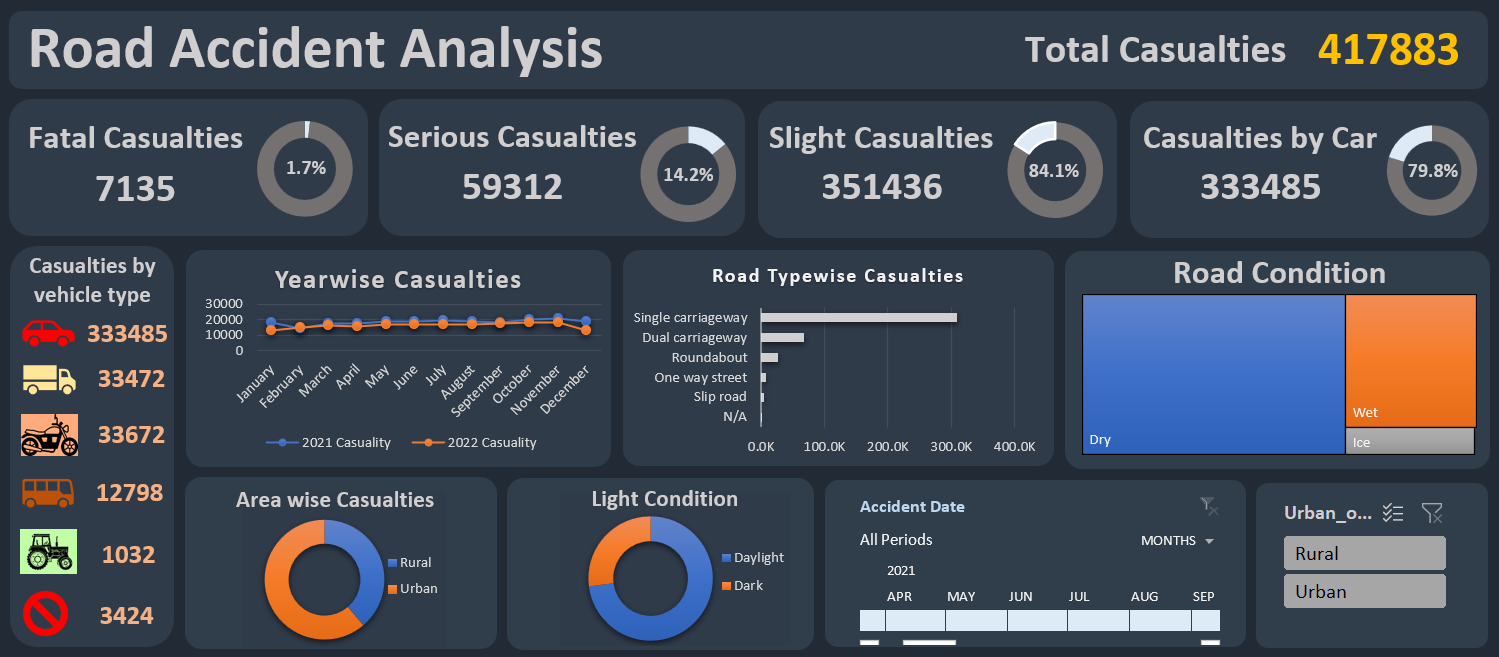 Road Accident Analysis
Total Casualties 417883
Fatal Casualties
7135
1.7%
Serious Casualties
59312
14.2%
Slight Casualties
351436
84.1%
Casualties by Car
333485
79.8%
Casualties by
vehicle type
333485
33472
33672
12798
1032
3424
Yearwise Casualties
30000
20000
10000
0
January
February
March
April
May
June
July
August
September
October
November
December
2021 Casuality
2022 Casuality
Road Typewise Casualties
Single carriageway
Dual carriageway
Roundabout
One way street
Slip road
N/A
0.0K 100.0K 200.0K 300.0K 400.0K
Road Condition
Dry
Wet
Ice
Area wise Casualties
Rural
Urban
Light Condition
Daylight
Dark
Accident Date
All Periods
MONTHS
2021
APR MAY JUN JUL AUG SEP
Urban_o...
Rural
Urban